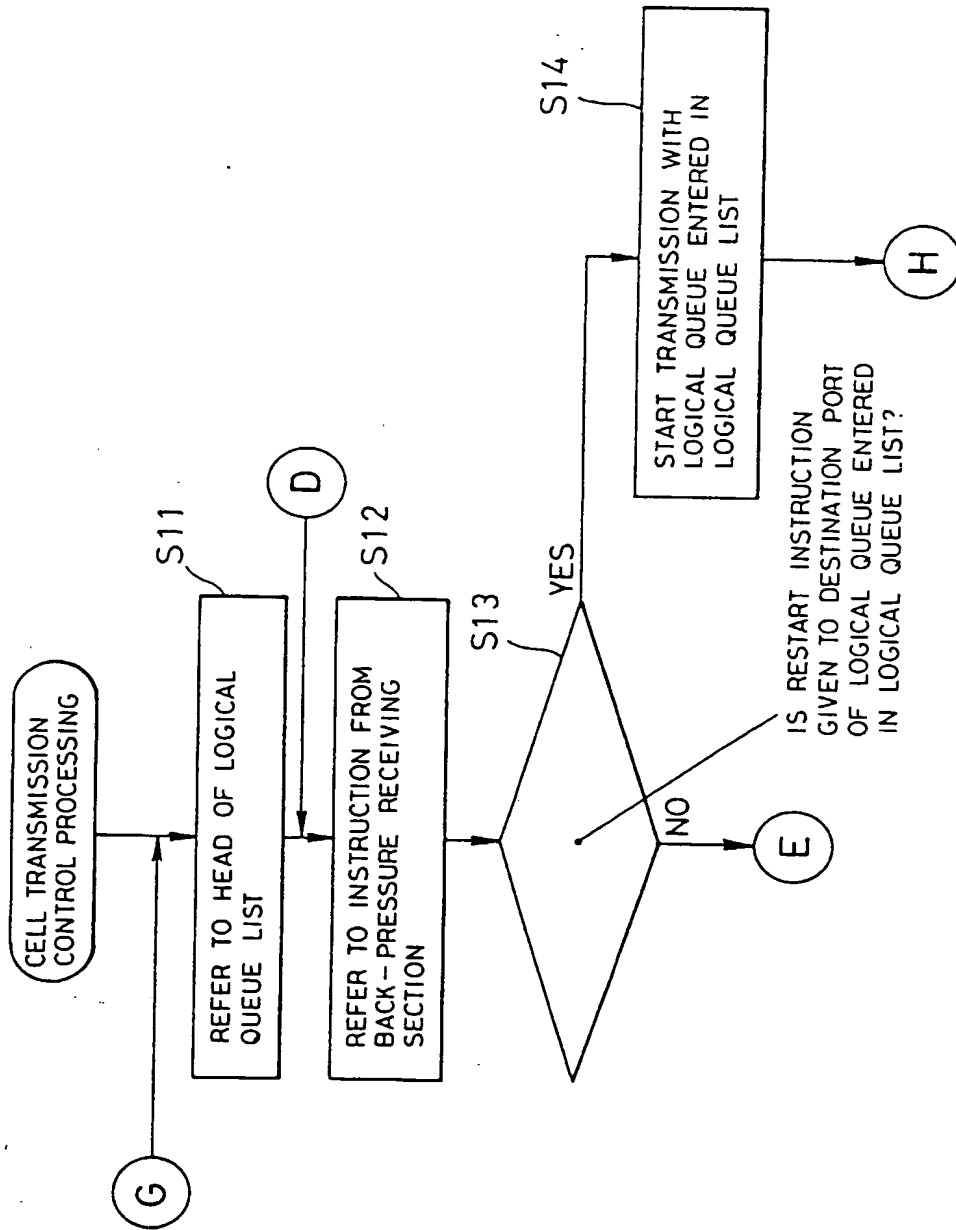 CELL TRANSMISSION
CONTROL PROCESSING
G
S11
REFER TO HEAD OF LOGICAL
QUEUE LIST
D
S12
REFER TO INSTRUCTION FROM
BACK-PRESSURE RECEIVING
SECTION
S13
YES
NO
IS RESTART INSTRUCTION
GIVEN TO DESTINATION PORT
OF LOGICAL QUEUE ENTERED
IN LOGICAL QUEUE LIST?
E
S14
START TRANSMISSION WITH
LOGICAL QUEUE ENTERED IN
LOGICAL QUEUE LIST
H